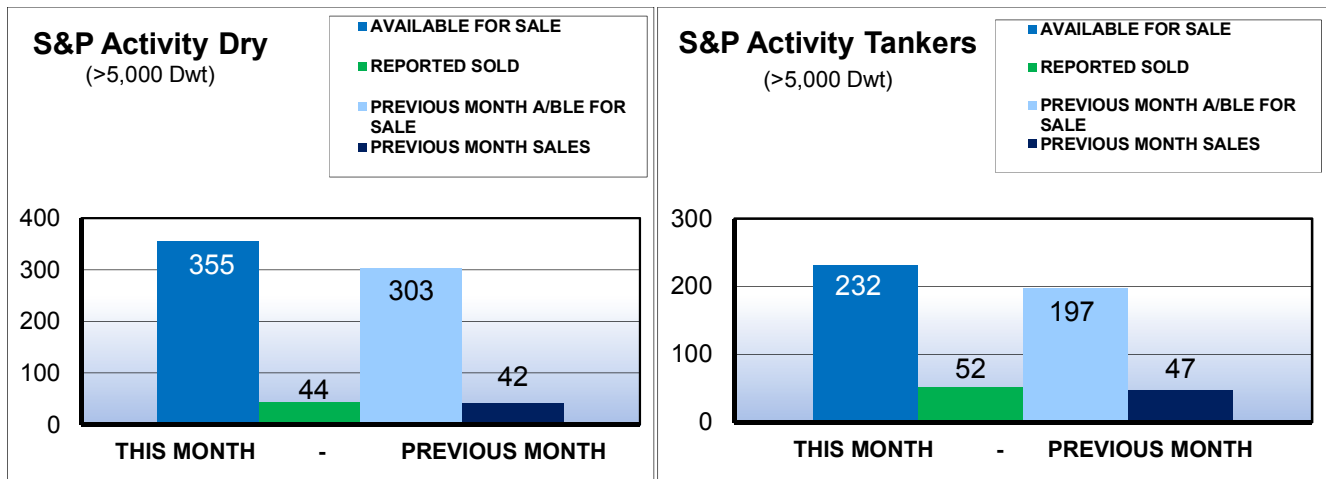 S&P Activity Dry
(>5,000 Dwt)
AVAILABLE FOR SALE
REPORTED SOLD
PREVIOUS MONTH A/BLE FOR
SALE
PREVIOUS MONTH SALES
400
300
200
100
0
355
44
303
42
THIS MONTH - PREVIOUS MONTH
S&P Activity Tankers
(>5,000 Dwt)
AVAILABLE FOR SALE
REPORTED SOLD
PREVIOUS MONTH A/BLE FOR
SALE
PREVIOUS MONTH SALES
300
200
100
0
232
52
197
47
THIS MONTH - PREVIOUS MONTH